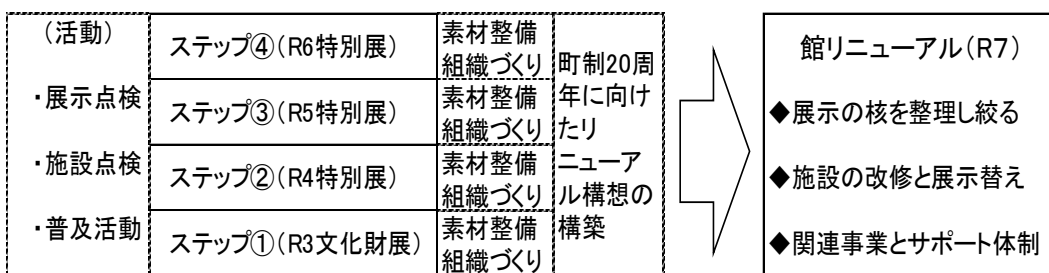 （活動）
・展示点検
・施設点検
・普及活動
ステップ④（R6特別展）
素材整備
組織づくり
ステップ③（R5特別展）
素材整備
組織づくり
ステップ②（R4特別展）
素材整備
組織づくり
ステップ①（R3文化財展）
素材整備
組織づくり
町制20周
年に向け
たリ
ニューア
ル構想の
構築
館リニューアル（R7）
◆展示の核を整理し絞る
◆施設の改修と展示替え
◆関連事業とサポート体制